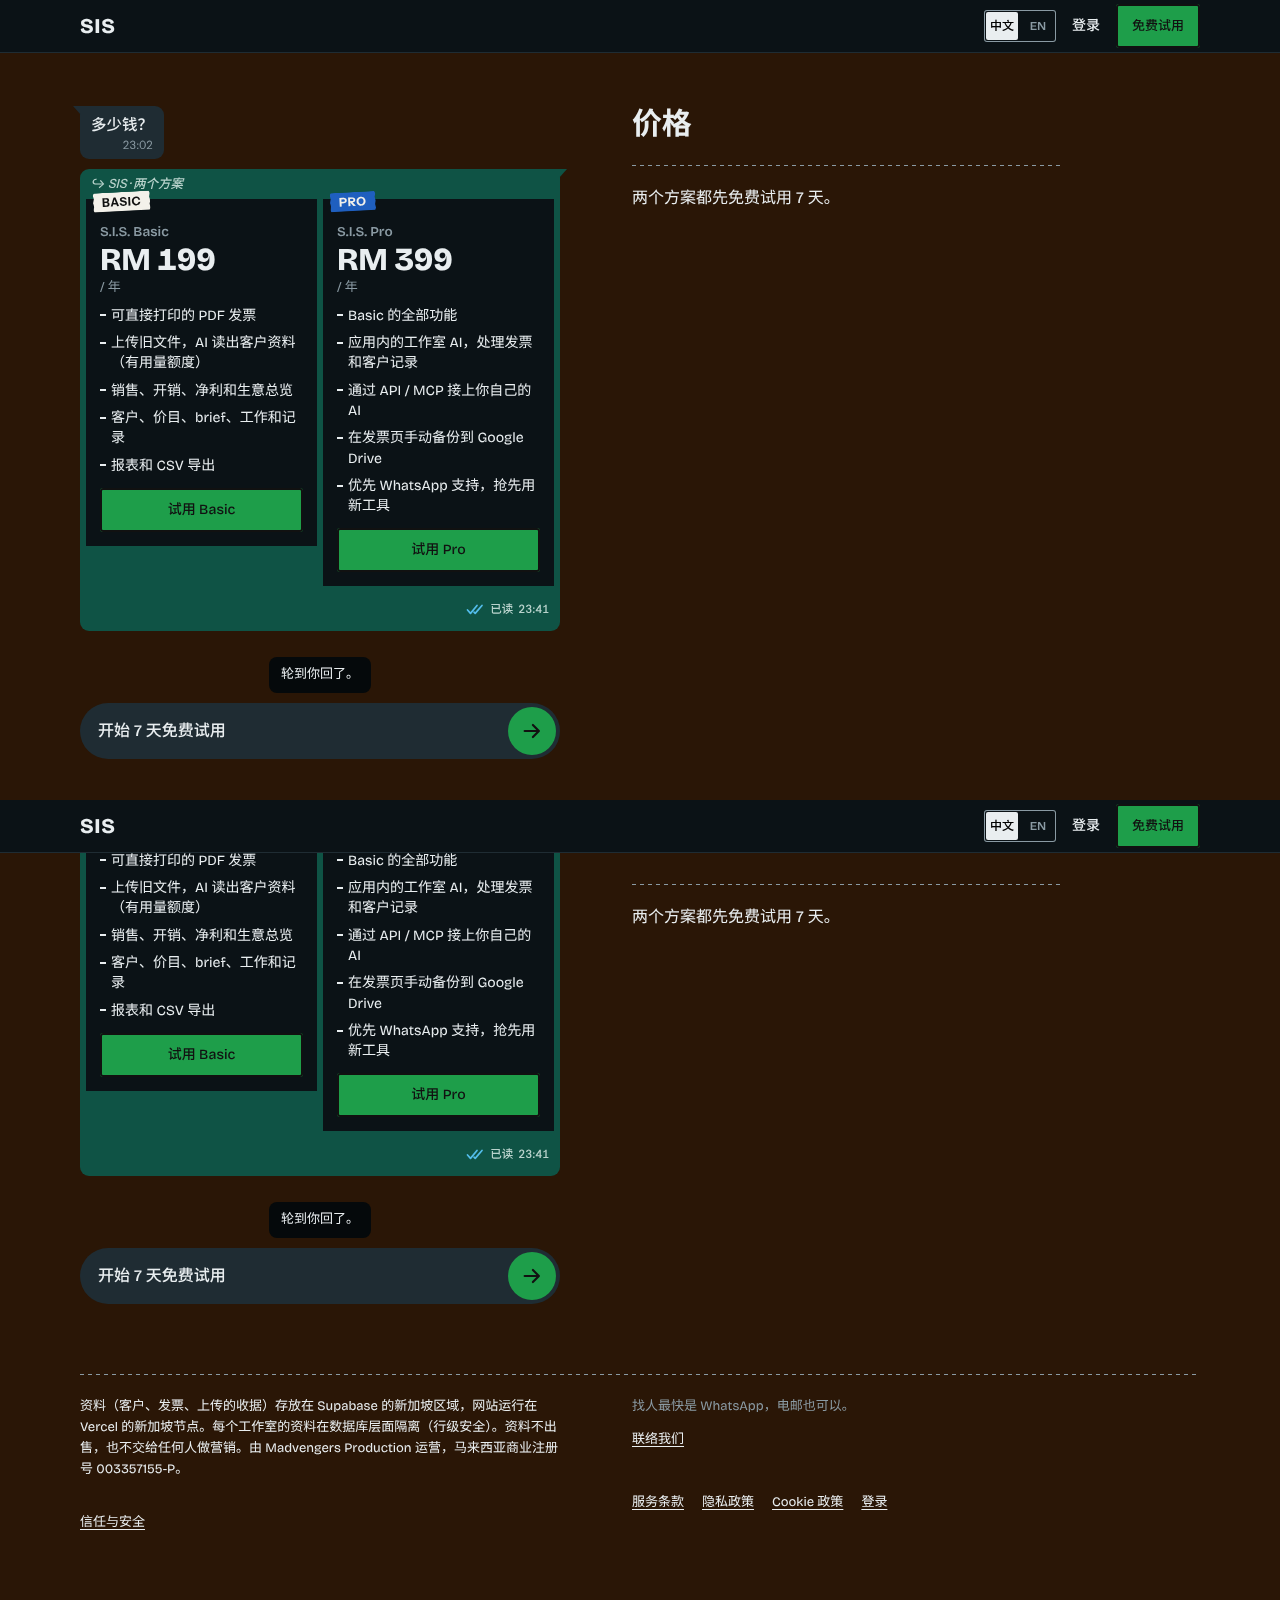 SIS
中文
EN
登录
免费试用
多少钱？
23:02
SIS·两个方案
BASIC
S.I.S. Basic
RM 199
/ 年
可直接打印的 PDF 发票
上传旧文件，AI 读出客户资料
（有用量额度）
销售、开销、净利和生意总览
客户、价目、brief、工作和记
录
报表和 CSV 导出
试用 Basic
PRO
S.I.S. Pro
RM 399
/ 年
Basic 的全部功能
应用内的工作室 AI，处理发票
和客户记录
通过 API / MCP 接上你自己的
AI
在发票页手动备份到 Google
Drive
优先 WhatsApp 支持，抢先用
新工具
试用 Pro
已读 23:41
轮到你回了。
开始 7 天免费试用
价格
两个方案都先免费试用 7 天。
SIS
中文
EN
登录
免费试用
可直接打印的 PDF 发票
上传旧文件，AI 读出客户资料
（有用量额度）
销售、开销、净利和生意总览
客户、价目、brief、工作和记
录
报表和 CSV 导出
试用 Basic
Basic 的全部功能
应用内的工作室 AI，处理发票
和客户记录
通过 API / MCP 接上你自己的
AI
在发票页手动备份到 Google
Drive
优先 WhatsApp 支持，抢先用
新工具
试用 Pro
已读 23:41
轮到你回了。
开始 7 天免费试用
两个方案都先免费试用 7 天。
资料（客户、发票、上传的收据）存放在 Supabase 的新加坡区域，网站运行在
Vercel 的新加坡节点。每个工作室的资料在数据库层面隔离（行级安全）。资料不出
售，也不交给任何人做营销。由 Madvengers Production 运营，马来西亚商业注册
号 003357155-P。
信任与安全
找人最快是 WhatsApp，电邮也可以。
联络我们
服务条款
隐私政策
Cookie 政策
登录